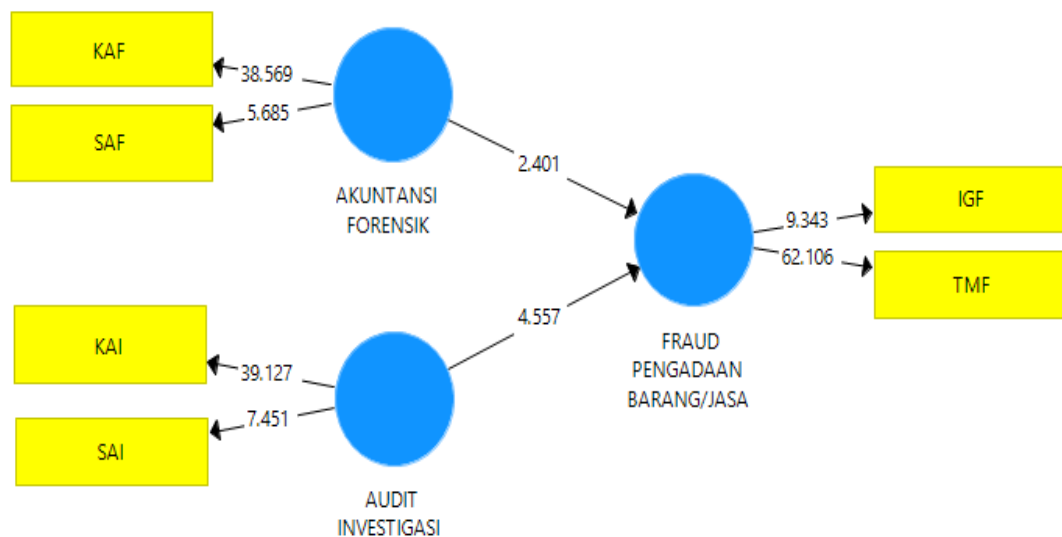 KAF
38.569
5.685
SAF
AKUNTANSI
FORENSIK
2.401
IGF
9.343
62.106
TMF
FRAUD
PENGADAAN
BARANG/JASA
4.557
KAI
39.127
7.451
SAI
AUDIT
INVESTIGASI